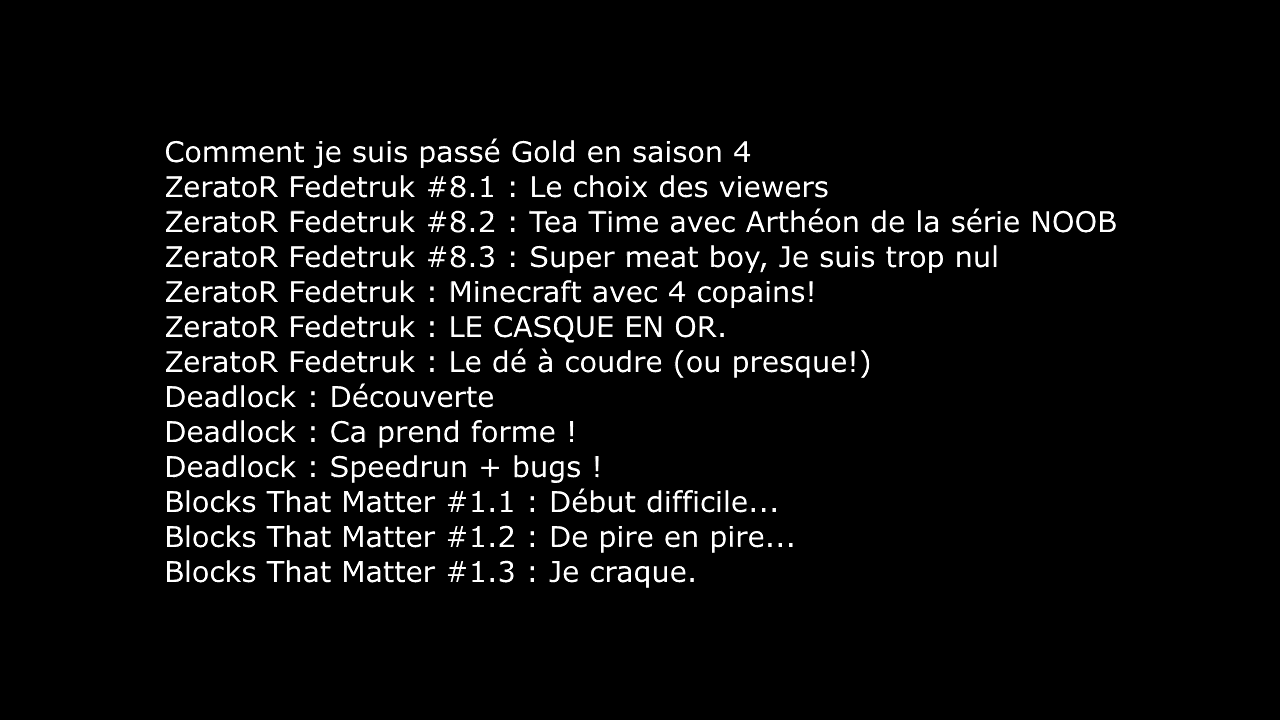 Comment je suis passé Gold en saison 4
ZeratoR Fedetruk #8.1 : Le choix des viewers
ZeratoR Fedetruk #8.2 : Tea Time avec Arthéon de la série NOOB
ZeratoR Fedetruk #8.3 : Super meat boy, Je suis trop nul
ZeratoR Fedetruk : Minecraft avec 4 copains!
ZeratoR Fedetruk : LE CASQUE EN OR.
ZeratoR Fedetruk : Le dé à coudre (ou presque!)
Deadlock : Découverte
Deadlock : Ca prend forme !
Deadlock : Speedrun + bugs !
Blocks That Matter #1.1 : Début difficile...
Blocks That Matter #1.2 : De pire en pire...
Blocks That Matter #1.3 : Je craque.